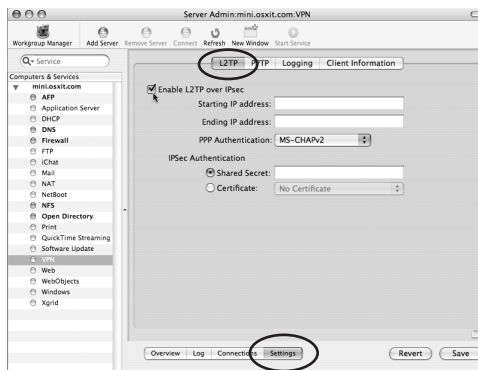 Server Admin:mini.osxit.com:VPN
Workgroup Manager Add Server Remove Server Connect Refresh New Window Start Service
Service
Computers & Services
mini.osxit.com
AFP
Application Server
DHCP
DNS
Firewall
FTP
iChat
Mail
NAT
NetBoot
NFS
Open Directory
Print
QuickTime Streaming
Software Update
VPN
Web
WebObjects
Windows
Xgrid
L2TP PPTP Logging Client Information
Enable L2TP over IPsec
Starting IP address:
Ending IP address:
PPP Authentication: MS-CHAPv2
IPSec Authentication
Shared Secret:
Certificate: No Certificate
Overview Log Connections Settings Revert Save